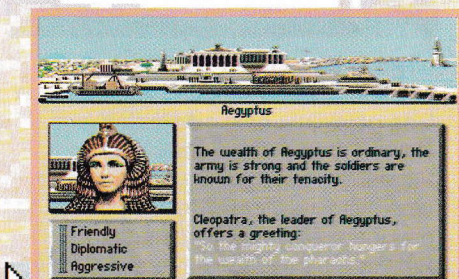 Aegyptus
The wealth of Aegyptus is ordinary, the
army is strong and the soldiers are
known for their tenacity.
Cleopatra, the leader of Aegyptus,
offers a greeting:
"So the mighty conqueror hungers for
the wealth of the pharaohs."
Friendly
Diplomatic
Aggressive